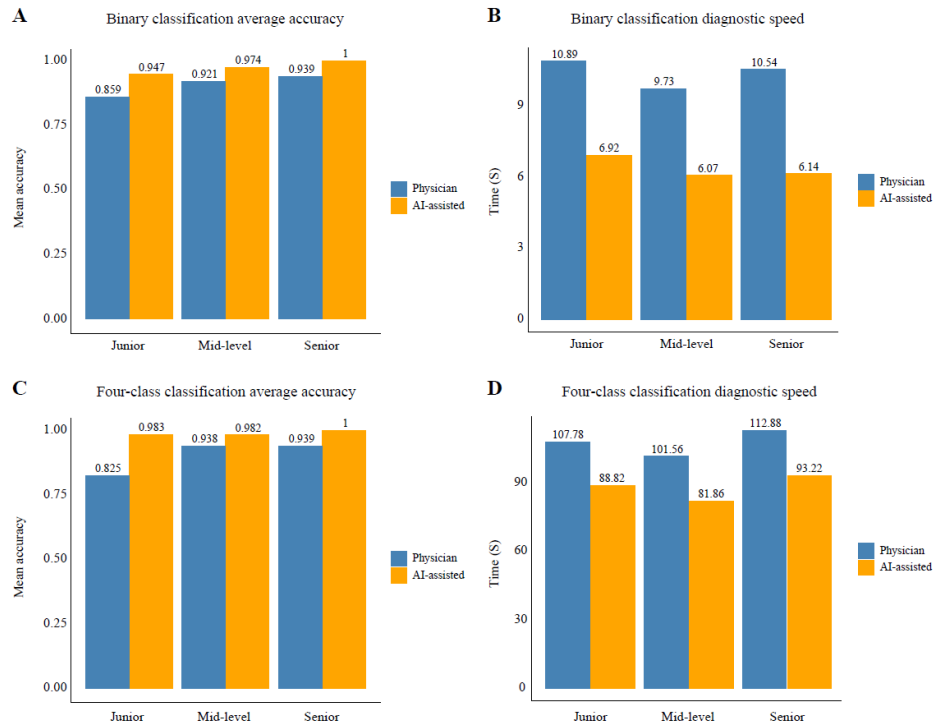 A
Binary classification average accuracy
Mean accuracy
1.00
0.75
0.50
0.25
0.00
0.859
0.947
0.921
0.974
0.939
1
Junior
Mid-level
Senior
Physician
AI-assisted
B
Binary classification diagnostic speed
Time (S)
9
6
3
0
10.89
6.92
9.73
6.07
10.54
6.14
Junior
Mid-level
Senior
Physician
AI-assisted
C
Four-class classification average accuracy
Mean accuracy
1.00
0.75
0.50
0.25
0.00
0.825
0.983
0.938
0.982
0.939
1
Junior
Mid-level
Senior
Physician
AI-assisted
D
Four-class classification diagnostic speed
Time (S)
90
60
30
0
107.78
88.82
101.56
81.86
112.88
93.22
Junior
Mid-level
Senior
Physician
AI-assisted